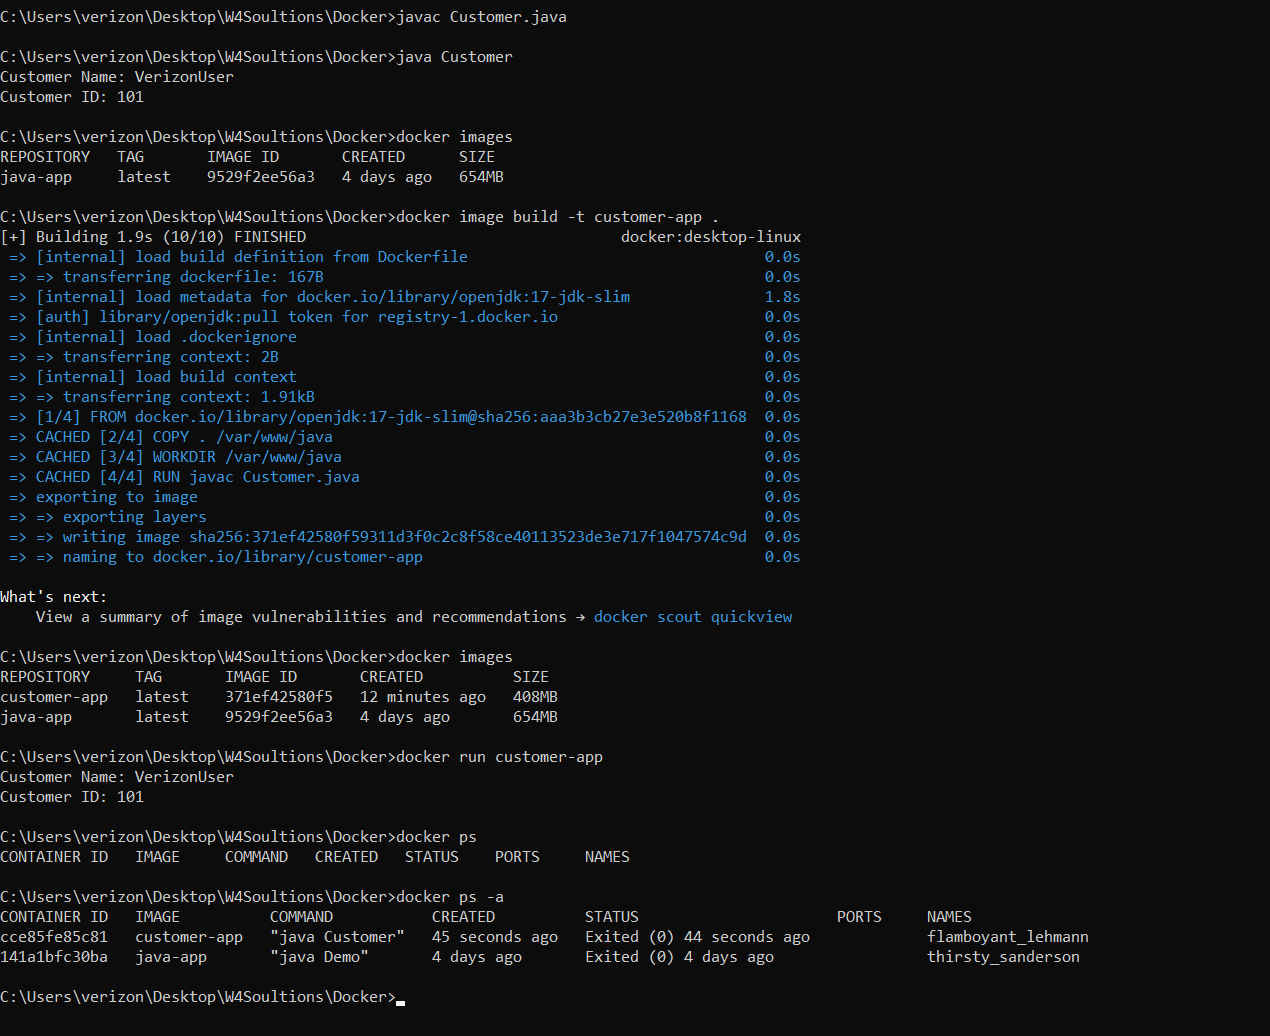 C:\Users\verizon\Desktop\W4Soultions\Docker>javac Customer.java
C:\Users\verizon\Desktop\W4Soultions\Docker>java Customer
Customer Name: VerizonUser
Customer ID: 101
C:\Users\verizon\Desktop\W4Soultions\Docker>docker images
REPOSITORY   TAG       IMAGE ID       CREATED      SIZE
java-app     latest    9529f2ee56a3   4 days ago   654MB
C:\Users\verizon\Desktop\W4Soultions\Docker>docker image build -t customer-app .
[+] Building 1.9s (10/10) FINISHED                                   docker:desktop-linux
 => [internal] load build definition from Dockerfile                                 0.0s
 => => transferring dockerfile: 167B                                                 0.0s
 => [internal] load metadata for docker.io/library/openjdk:17-jdk-slim               1.8s
 => [auth] library/openjdk:pull token for registry-1.docker.io                       0.0s
 => [internal] load .dockerignore                                                    0.0s
 => => transferring context: 2B                                                      0.0s
 => [internal] load build context                                                    0.0s
 => => transferring context: 1.91kB                                                  0.0s
 => [1/4] FROM docker.io/library/openjdk:17-jdk-slim@sha256:aaa3b3cb27e3e520b8f1168  0.0s
 => CACHED [2/4] COPY . /var/www/java                                                0.0s
 => CACHED [3/4] WORKDIR /var/www/java                                               0.0s
 => CACHED [4/4] RUN javac Customer.java                                             0.0s
 => exporting to image                                                               0.0s
 => => exporting layers                                                              0.0s
 => => writing image sha256:371ef42580f59311d3f0c2c8f58ce40113523de3e717f1047574c9d  0.0s
 => => naming to docker.io/library/customer-app                                      0.0s
What's next:
    View a summary of image vulnerabilities and recommendations → docker scout quickview
C:\Users\verizon\Desktop\W4Soultions\Docker>docker images
REPOSITORY     TAG       IMAGE ID       CREATED          SIZE
customer-app   latest    371ef42580f5   12 minutes ago   408MB
java-app       latest    9529f2ee56a3   4 days ago       654MB
C:\Users\verizon\Desktop\W4Soultions\Docker>docker run customer-app
Customer Name: VerizonUser
Customer ID: 101
C:\Users\verizon\Desktop\W4Soultions\Docker>docker ps
CONTAINER ID   IMAGE     COMMAND   CREATED   STATUS    PORTS     NAMES
C:\Users\verizon\Desktop\W4Soultions\Docker>docker ps -a
CONTAINER ID   IMAGE          COMMAND           CREATED          STATUS                      PORTS     NAMES
cce85fe85c81   customer-app   "java Customer"   45 seconds ago   Exited (0) 44 seconds ago             flamboyant_lehmann
141a1bfc30ba   java-app       "java Demo"       4 days ago       Exited (0) 4 days ago                 thirsty_sanderson
C:\Users\verizon\Desktop\W4Soultions\Docker>